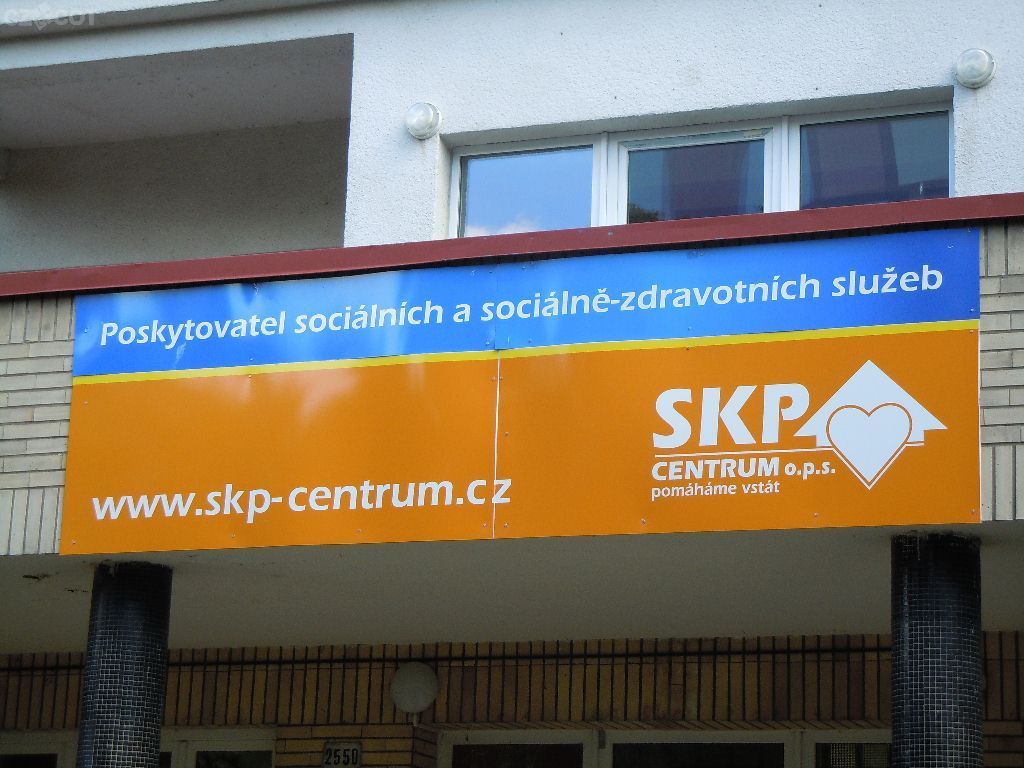 Poskytovatel sociálních a sociálně-zdravotních služeb
SKP
CENTRUM o.p.s.
pomáháme vstát
www.skp-centrum.cz
2550